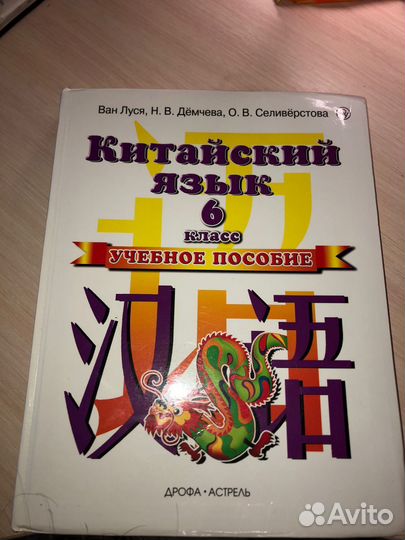 Ван Луся, Н. В. Дёмчева, О. В. Селивёрстова
Китайский
язык
6
класс
УЧЕБНОЕ ПОСОБИЕ
汉语
ДРОФА • АСТРЕЛЬ
Avito